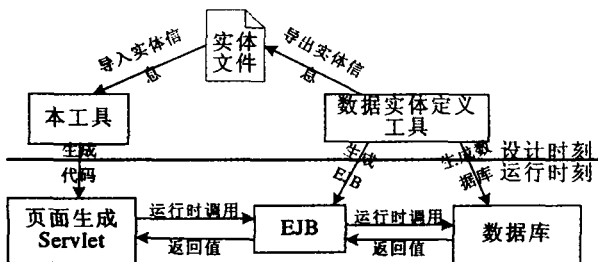 实体
文件
导入实体信
息
导出实体信
息
本工具
数据实体定义
工具
生成
代码
生成
EJB
生成数
据库
设计时刻
运行时刻
页面生成
Servlet
运行时调用
返回值
EJB
运行时调用
返回值
数据库